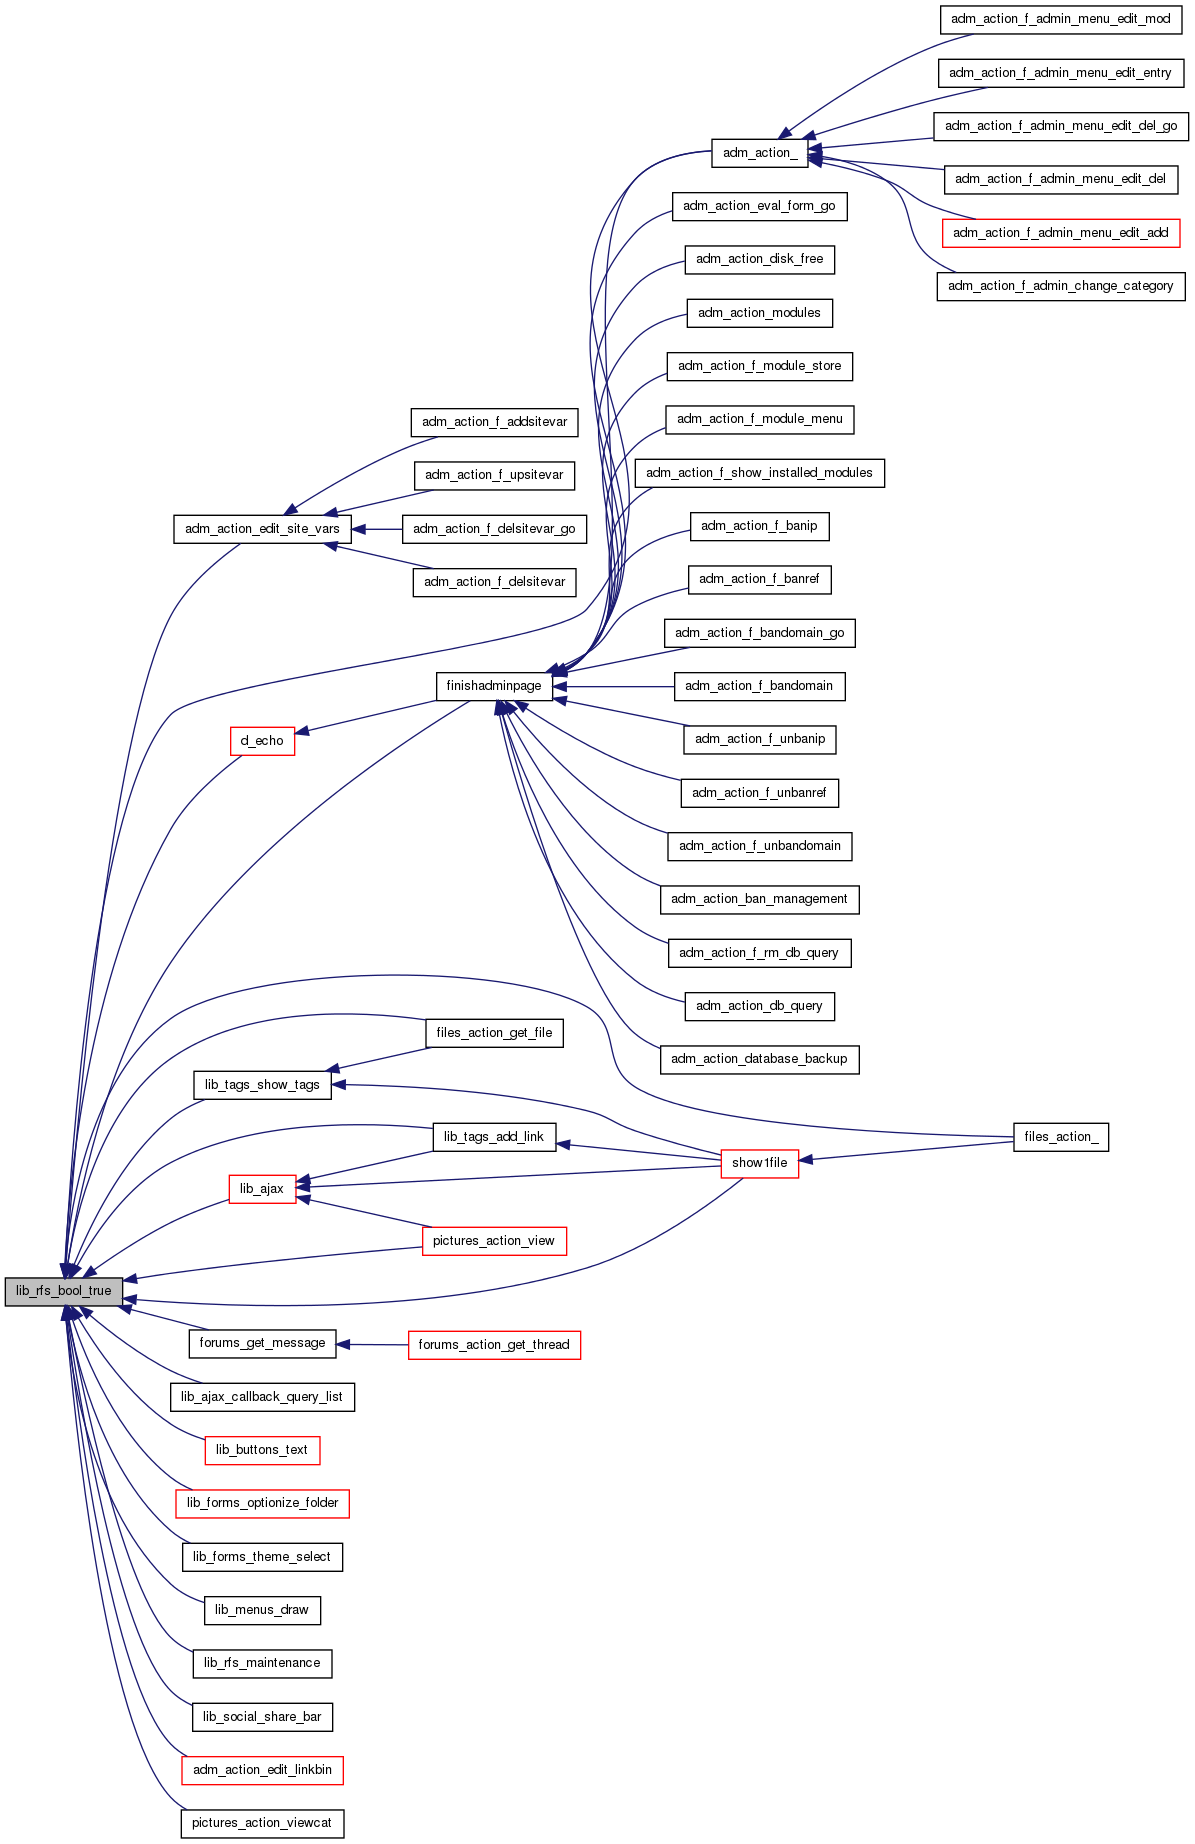 adm_action_f_admin_menu_edit_mod
adm_action_f_admin_menu_edit_entry
adm_action_f_admin_menu_edit_del_go
adm_action_
adm_action_f_admin_menu_edit_del
adm_action_eval_form_go
adm_action_f_admin_menu_edit_add
adm_action_disk_free
adm_action_f_admin_change_category
adm_action_modules
adm_action_f_module_store
adm_action_f_module_menu
adm_action_f_addsitevar
adm_action_f_show_installed_modules
adm_action_f_upsitevar
adm_action_edit_site_vars
adm_action_f_delsitevar_go
adm_action_f_banip
adm_action_f_delsitevar
adm_action_f_banref
adm_action_f_bandomain_go
finishadminpage
adm_action_f_bandomain
d_echo
adm_action_f_unbanip
adm_action_f_unbanref
adm_action_f_unbandomain
adm_action_ban_management
adm_action_f_rm_db_query
adm_action_db_query
files_action_get_file
adm_action_database_backup
lib_tags_show_tags
lib_tags_add_link
files_action_
show1file
lib_ajax
pictures_action_view
lib_rfs_bool_true
forums_get_message
forums_action_get_thread
lib_ajax_callback_query_list
lib_buttons_text
lib_forms_optionize_folder
lib_forms_theme_select
lib_menus_draw
lib_rfs_maintenance
lib_social_share_bar
adm_action_edit_linkbin
pictures_action_viewcat